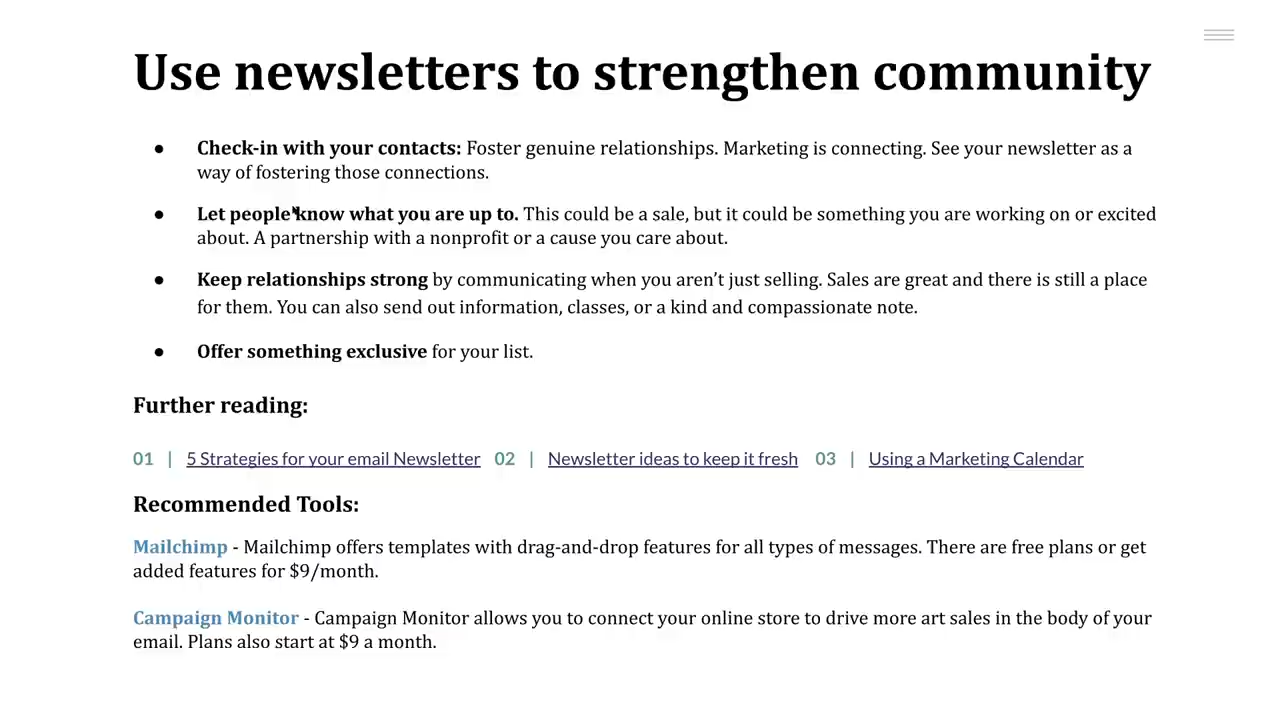 Use newsletters to strengthen community
● Check-in with your contacts: Foster genuine relationships. Marketing is connecting. See your newsletter as a
way of fostering those connections.
● Let people know what you are up to. This could be a sale, but it could be something you are working on or excited
about. A partnership with a nonprofit or a cause you care about.
● Keep relationships strong by communicating when you aren’t just selling. Sales are great and there is still a place
for them. You can also send out information, classes, or a kind and compassionate note.
● Offer something exclusive for your list.
Further reading:
01 | 5 Strategies for your email Newsletter 02 | Newsletter ideas to keep it fresh 03 | Using a Marketing Calendar
Recommended Tools:
Mailchimp - Mailchimp offers templates with drag-and-drop features for all types of messages. There are free plans or get
added features for $9/month.
Campaign Monitor - Campaign Monitor allows you to connect your online store to drive more art sales in the body of your
email. Plans also start at $9 a month.